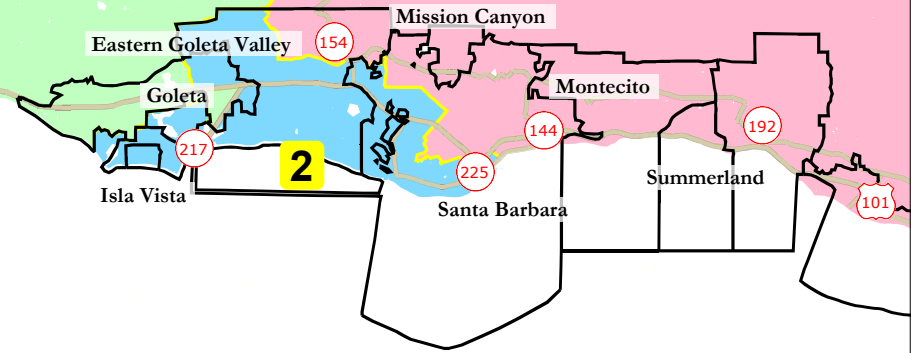 Mission Canyon
Eastern Goleta Valley
154
Goleta
Montecito
144
192
217
2
225
Isla Vista
Summerland
Santa Barbara
101